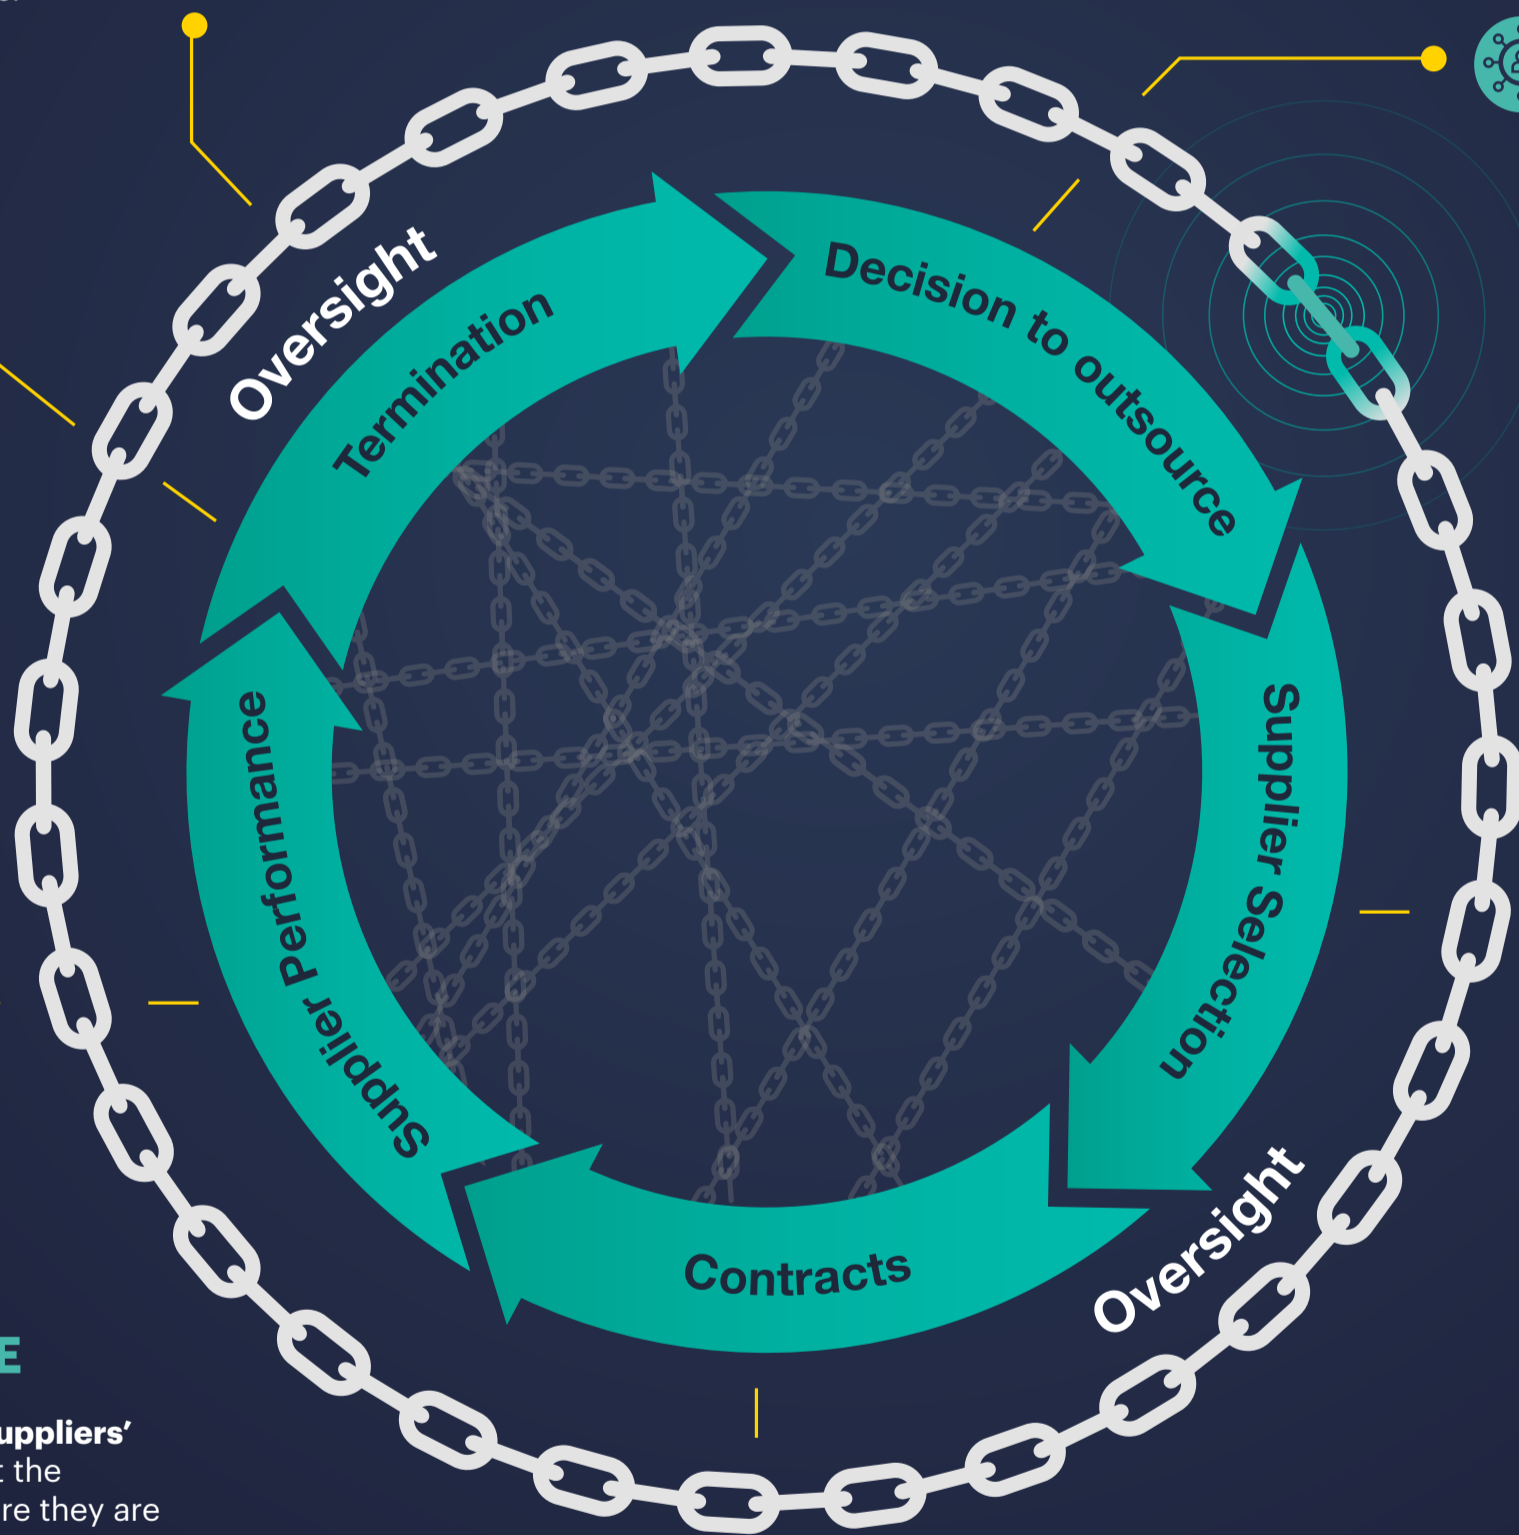 Oversight
Termination
Decision to outsource
Supplier Selection
Supplier Performance
Contracts
Oversight
E
uppliers’
the
re they are